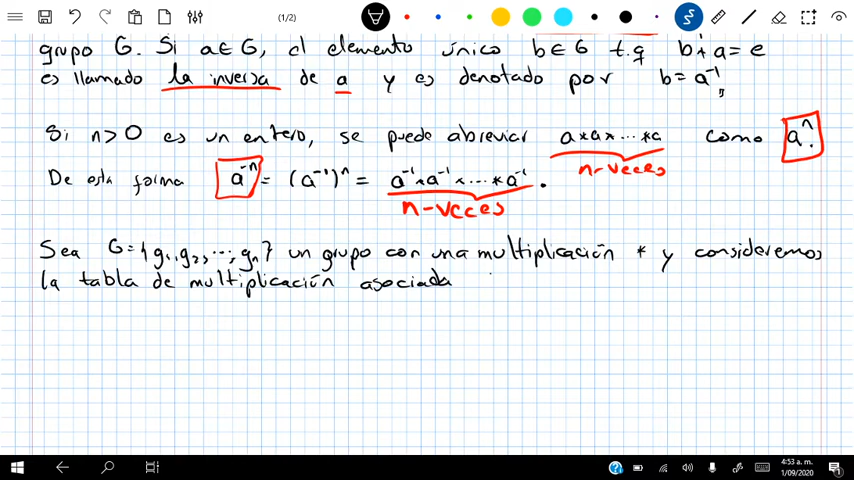 (1/2)
grupo G. Si a ∈ G, el elemento único b ∈ G t.q b * a = e
es llamado la inversa de a y es denotado por b = a⁻¹
Si n > 0 es un entero, se puede abreviar a * a * ... * a como aⁿ.
n-veces
De esta forma a⁻ⁿ = (a⁻¹)ⁿ = a⁻¹ * a⁻¹ * ... * a⁻¹.
n-veces
Sea G = {g₁, g₂, ..., gₙ} un grupo con una multiplicación * y consideremos
la tabla de multiplicación asociada
4:53 a. m.
1/09/2020